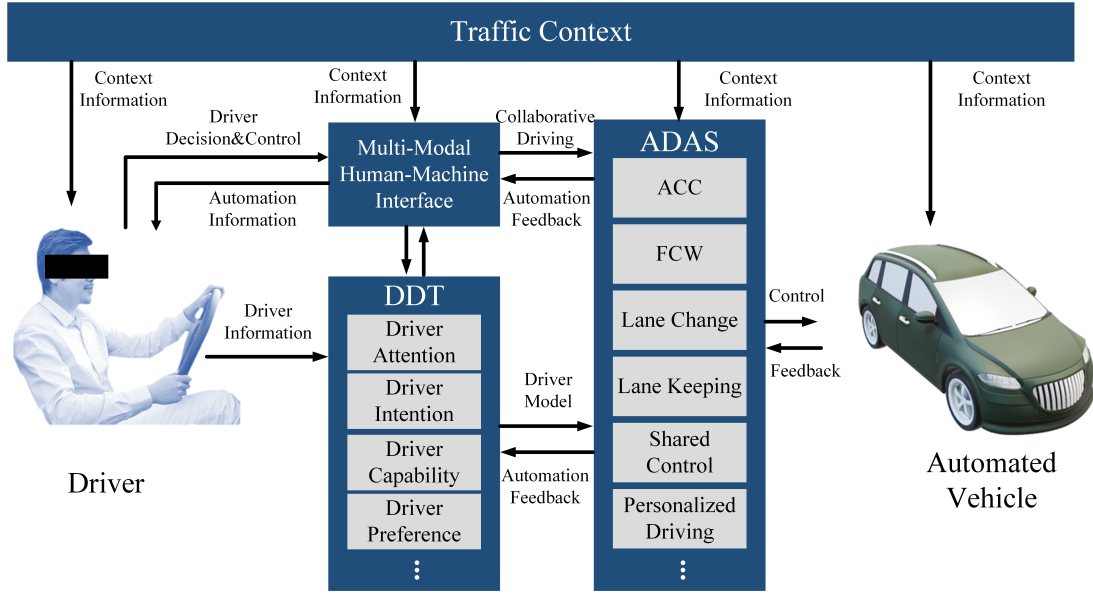 Traffic Context
Context
Information
Context
Information
Context
Information
Context
Information
Driver
Decision&Control
Automation
Information
Multi-Modal
Human-Machine
Interface
Collaborative
Driving
Automation
Feedback
ADAS
ACC
FCW
Lane Change
Lane Keeping
Shared
Control
Personalized
Driving
Driver
Information
DDT
Driver
Attention
Driver
Intention
Driver
Capability
Driver
Preference
Driver
Model
Automation
Feedback
Control
Feedback
Driver
Automated
Vehicle